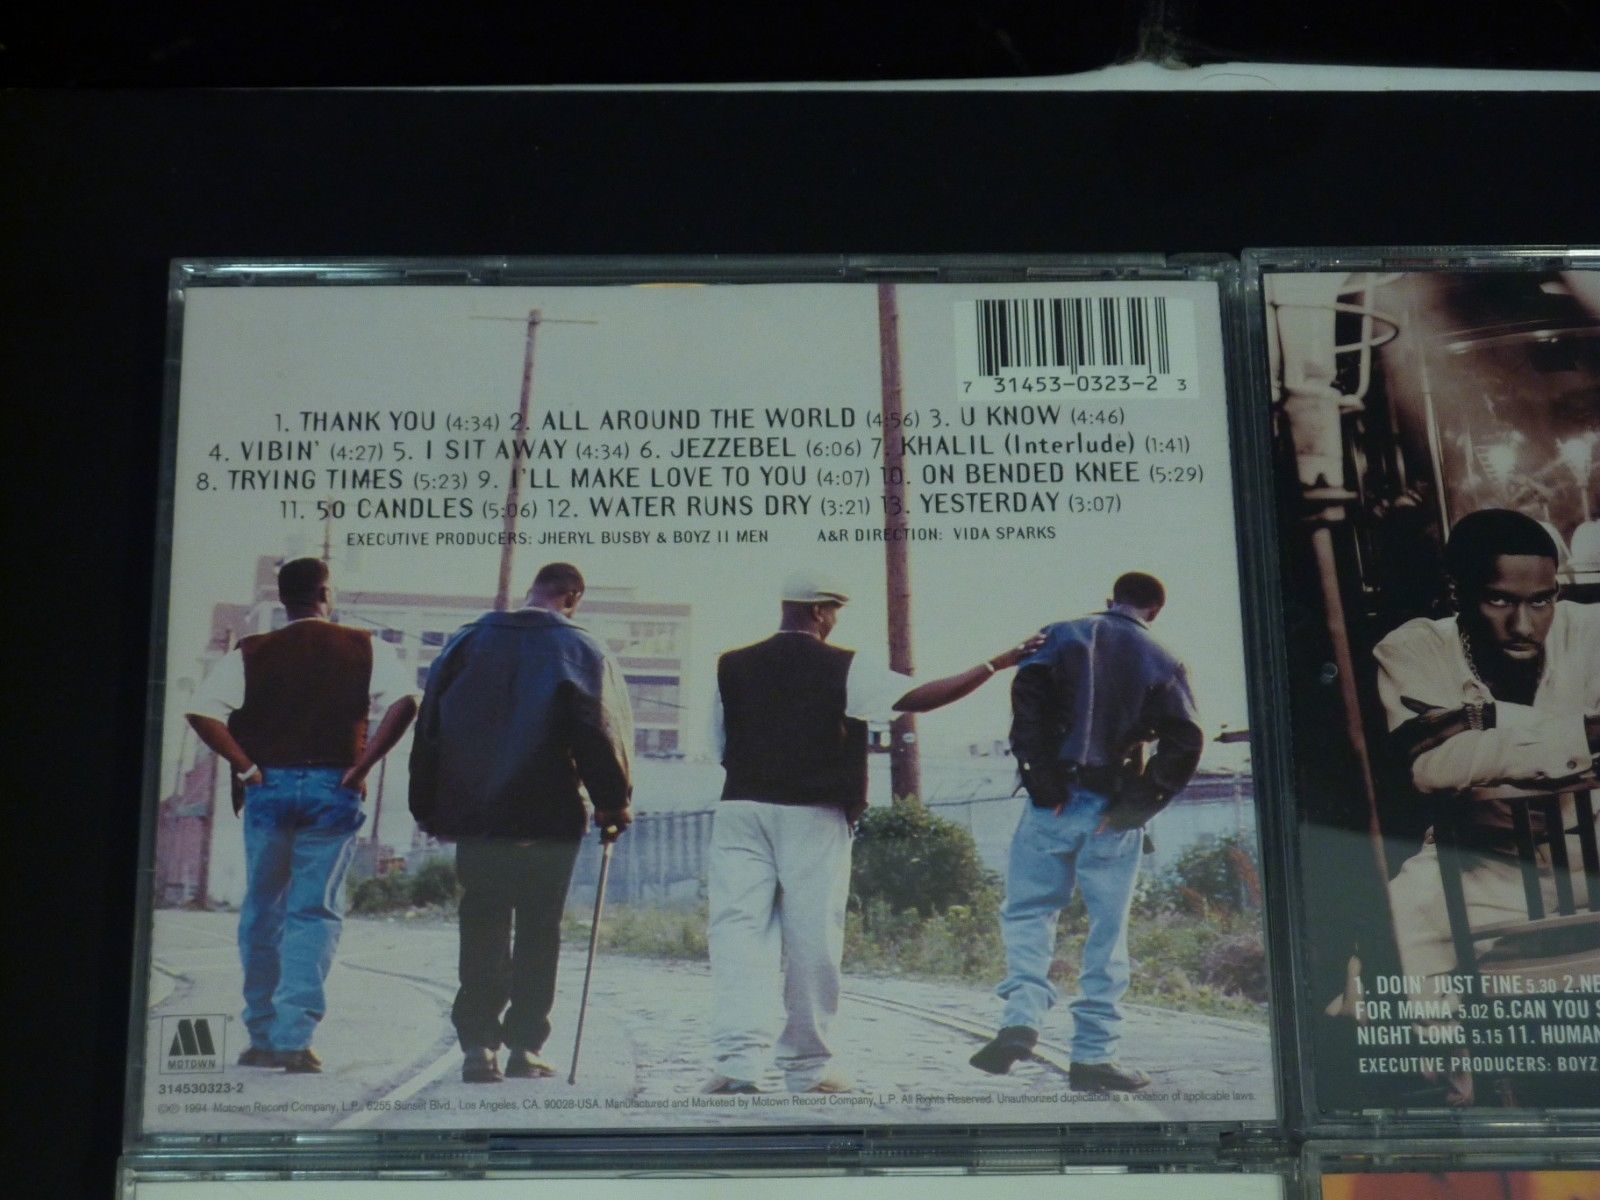 7 31453-0323-2 3
1. THANK YOU (4:34) 2. ALL AROUND THE WORLD (4:56) 3. U KNOW (4:46)
4. VIBIN' (4:27) 5. I SIT AWAY (4:34) 6. JEZZEBEL (6:06) 7. KHALIL (Interlude) (1:41)
8. TRYING TIMES (5:23) 9. I'LL MAKE LOVE TO YOU (4:07) 10. ON BENDED KNEE (5:29)
11. 50 CANDLES (5:06) 12. WATER RUNS DRY (3:21) 13. YESTERDAY (3:07)
EXECUTIVE PRODUCERS: JHERYL BUSBY & BOYZ II MEN A&R DIRECTION: VIDA SPARKS
M
MOTOWN
314530323-2
℗© 1994 Motown Record Company, L.P., 6255 Sunset Blvd., Los Angeles, CA. 90028-USA. Manufactured and Marketed by Motown Record Company, L.P. All Rights Reserved. Unauthorized duplication is a violation of applicable laws.
1. DOIN' JUST FINE 5.30 2.NE
FOR MAMA 5.02 6.CAN YOU S
NIGHT LONG 5.15 11. HUMAN
EXECUTIVE PRODUCERS: BOYZ